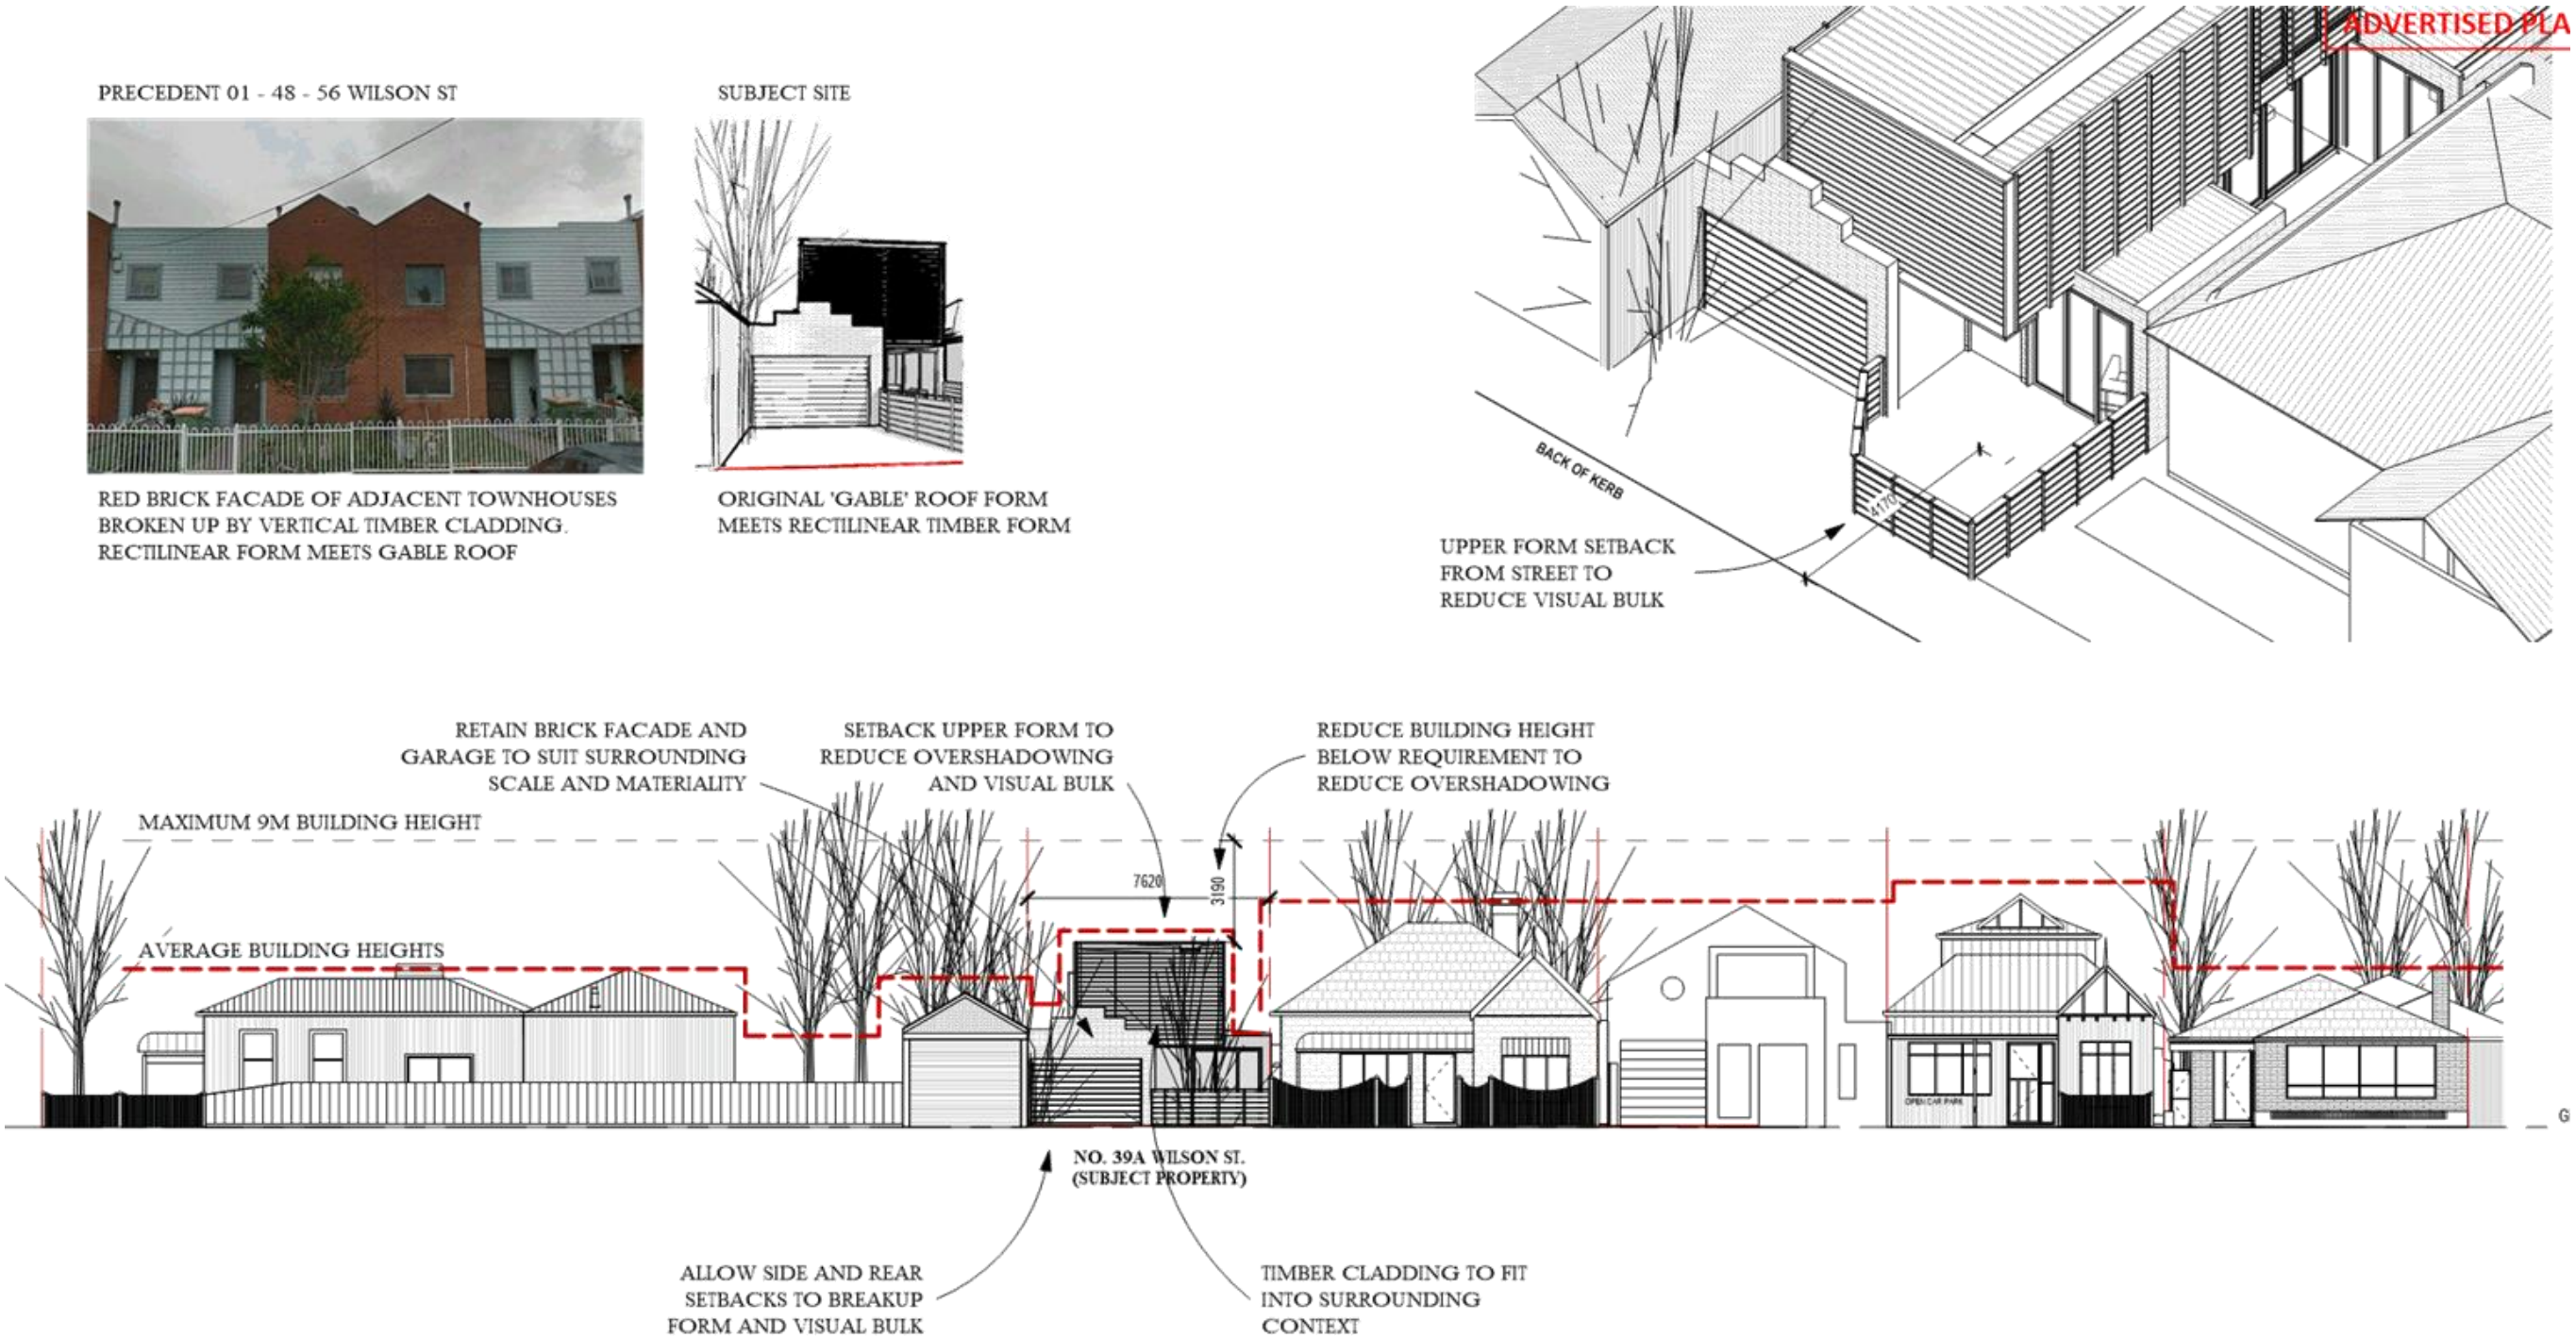 ADVERTISED PLA
PRECEDENT 01 - 48 - 56 WILSON ST
SUBJECT SITE
RED BRICK FACADE OF ADJACENT TOWNHOUSES
BROKEN UP BY VERTICAL TIMBER CLADDING.
RECTILINEAR FORM MEETS GABLE ROOF
ORIGINAL 'GABLE' ROOF FORM
MEETS RECTILINEAR TIMBER FORM
BACK OF KERB
4170
UPPER FORM SETBACK
FROM STREET TO
REDUCE VISUAL BULK
RETAIN BRICK FACADE AND
GARAGE TO SUIT SURROUNDING
SCALE AND MATERIALITY
SETBACK UPPER FORM TO
REDUCE OVERSHADOWING
AND VISUAL BULK
REDUCE BUILDING HEIGHT
BELOW REQUIREMENT TO
REDUCE OVERSHADOWING
MAXIMUM 9M BUILDING HEIGHT
7620
3190
AVERAGE BUILDING HEIGHTS
OPEN CAR PARK
G
NO. 39A WILSON ST.
(SUBJECT PROPERTY)
ALLOW SIDE AND REAR
SETBACKS TO BREAKUP
FORM AND VISUAL BULK
TIMBER CLADDING TO FIT
INTO SURROUNDING
CONTEXT